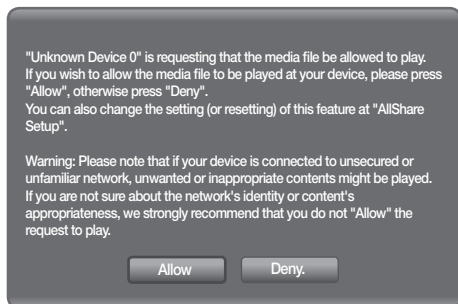 "Unknown Device 0" is requesting that the media file be allowed to play.
If you wish to allow the media file to be played at your device, please press
"Allow", otherwise press "Deny".
You can also change the setting (or resetting) of this feature at "AllShare
Setup".
Warning: Please note that if your device is connected to unsecured or
unfamiliar network, unwanted or inappropriate contents might be played.
If you are not sure about the network's identity or content's
appropriateness, we strongly recommend that you do not "Allow" the
request to play.
Allow Deny.